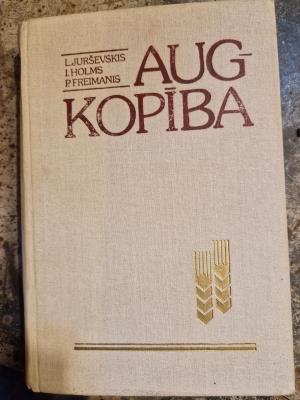 L.JURŠEVSKIS
I.HOLMS
P.FREIMANIS
AUG-
KOPĪBA